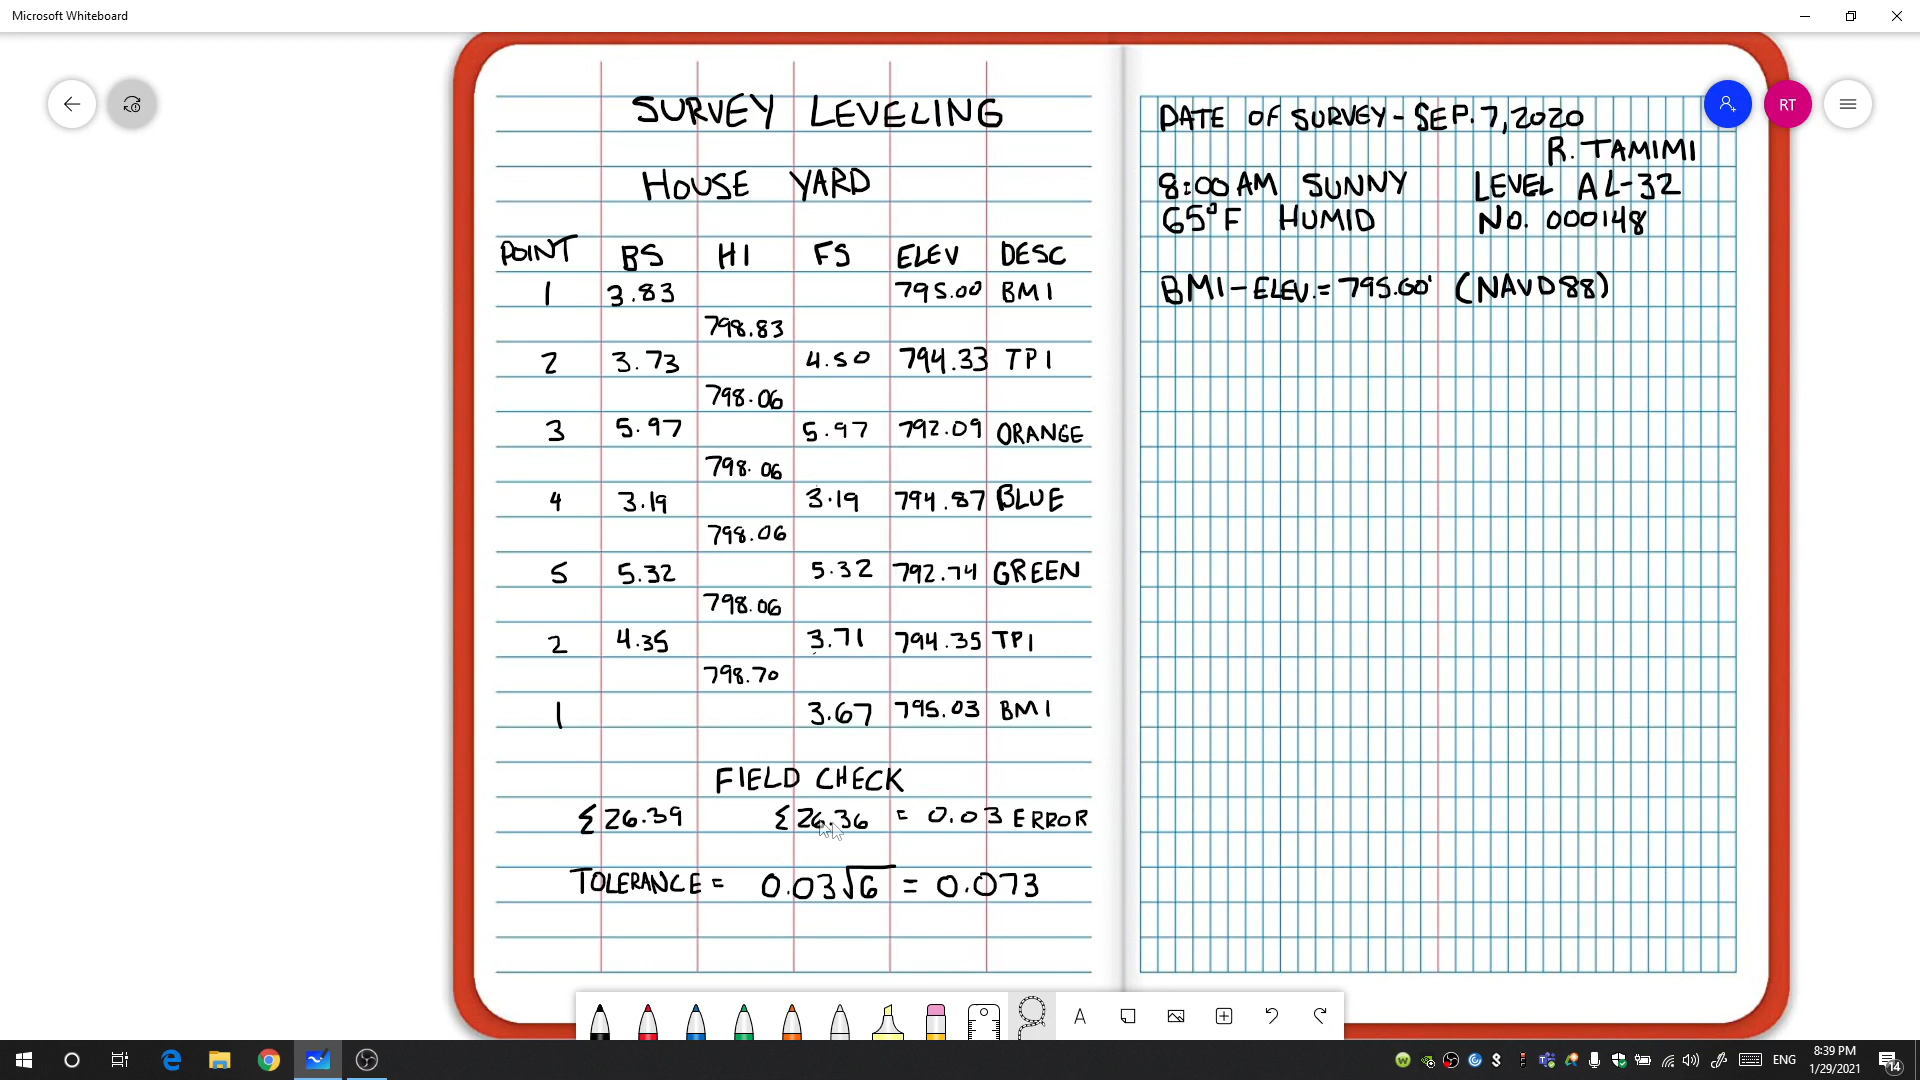 Microsoft Whiteboard
SURVEY LEVELING
HOUSE YARD
POINT BS HI FS ELEV DESC
1 3.83 795.00 BM1
798.83
2 3.73 4.50 794.33 TP1
798.06
3 5.97 5.97 792.09 ORANGE
798.06
4 3.19 3.19 794.87 BLUE
798.06
5 5.32 5.32 792.74 GREEN
798.06
2 4.35 3.71 794.35 TP1
798.70
1 3.67 795.03 BM1
FIELD CHECK
Σ26.39 Σ26.36 = 0.03 ERROR
TOLERANCE = 0.03√6 = 0.073
DATE OF SURVEY - SEP. 7, 2020
R. TAMIMI
8:00 AM SUNNY LEVEL AL-32
65°F HUMID NO. 000148
BM1 - ELEV. = 795.00' (NAVD88)
RT
A
ENG
8:39 PM
1/29/2021
14